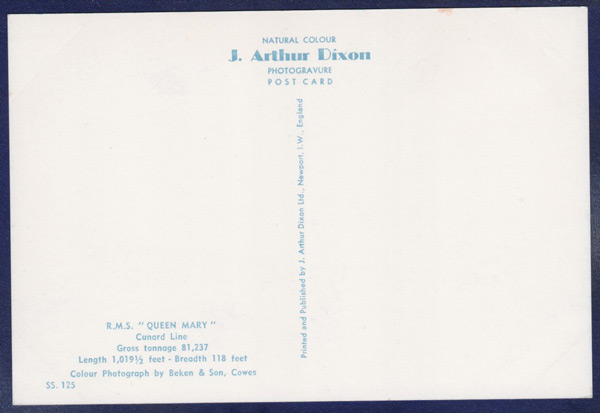 NATURAL COLOUR
J. Arthur Dixon
PHOTOGRAVURE
POST CARD
Printed and Published by J. Arthur Dixon Ltd., Newport, I.W., England
R.M.S. "QUEEN MARY"
Cunard Line
Gross tonnage 81,237
Length 1,019½ feet - Breadth 118 feet
Colour Photograph by Beken & Son, Cowes
SS. 125